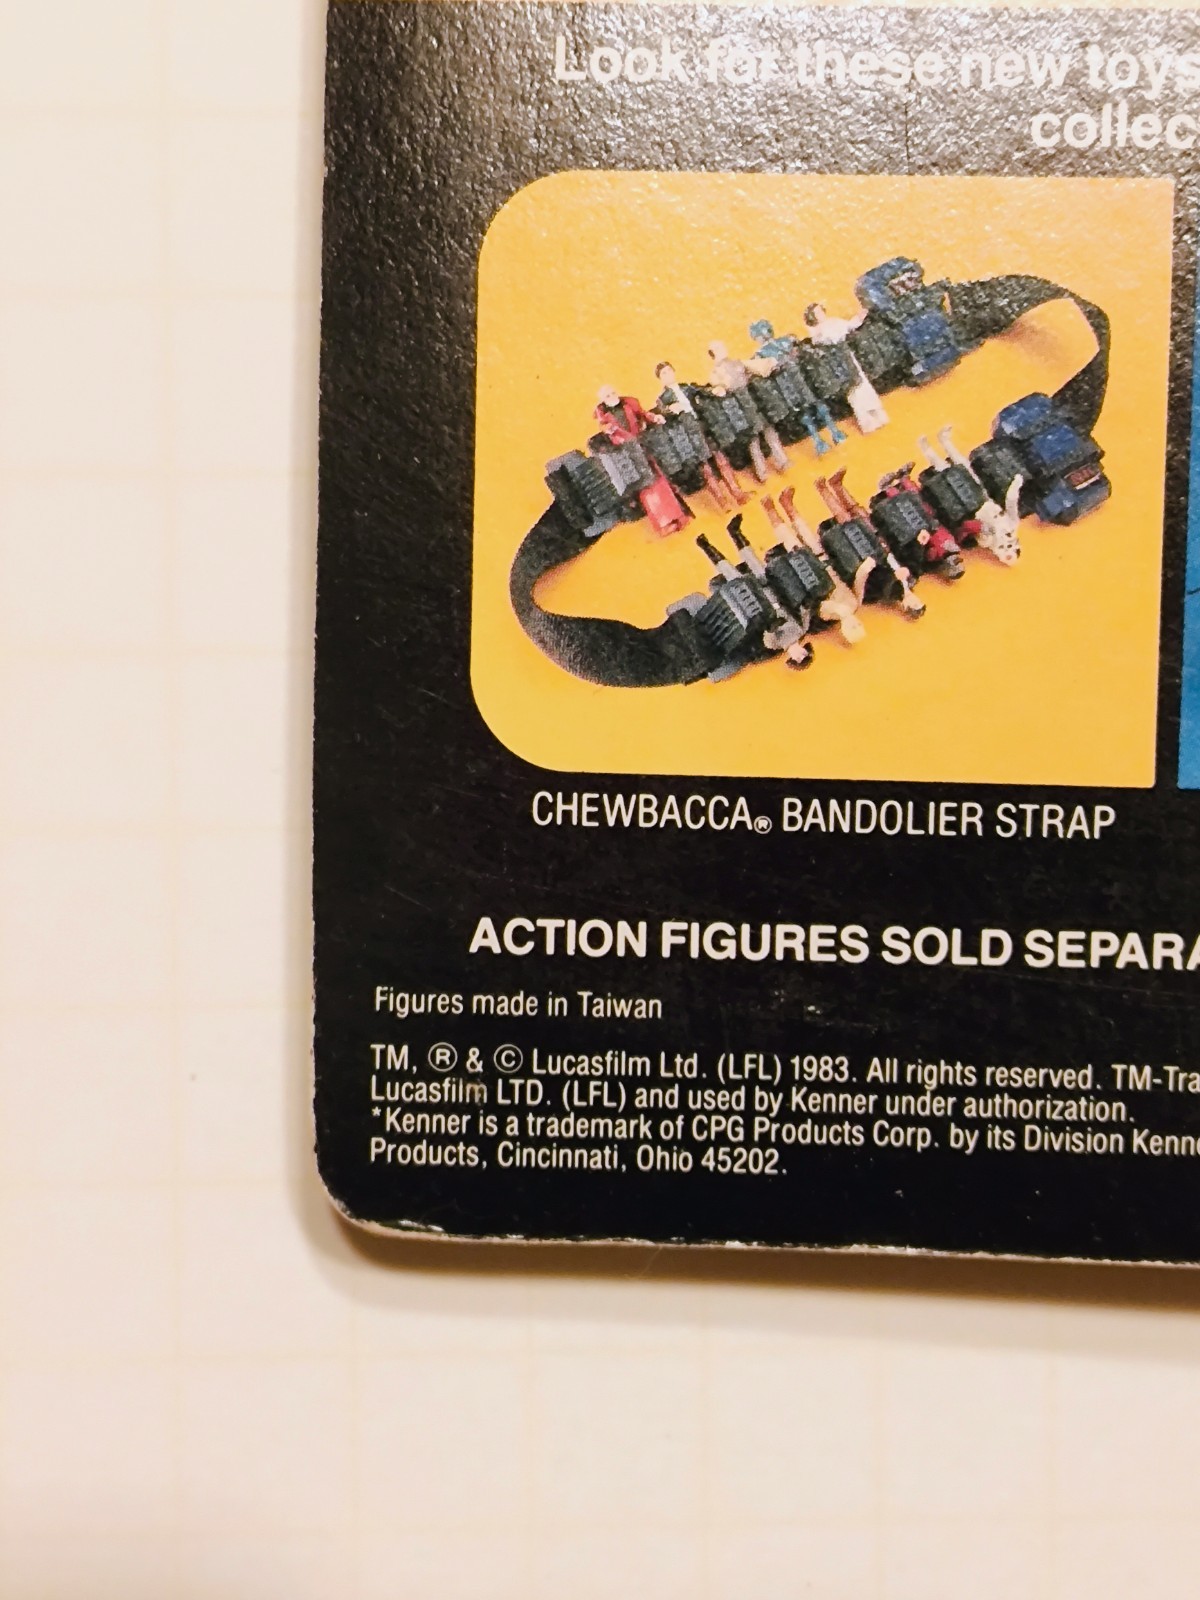 Look for these new toys
collec
CHEWBACCA® BANDOLIER STRAP
ACTION FIGURES SOLD SEPARA
Figures made in Taiwan
TM, ® & © Lucasfilm Ltd. (LFL) 1983. All rights reserved. TM-Tra
Lucasfilm LTD. (LFL) and used by Kenner under authorization.
*Kenner is a trademark of CPG Products Corp. by its Division Kenne
Products, Cincinnati, Ohio 45202.